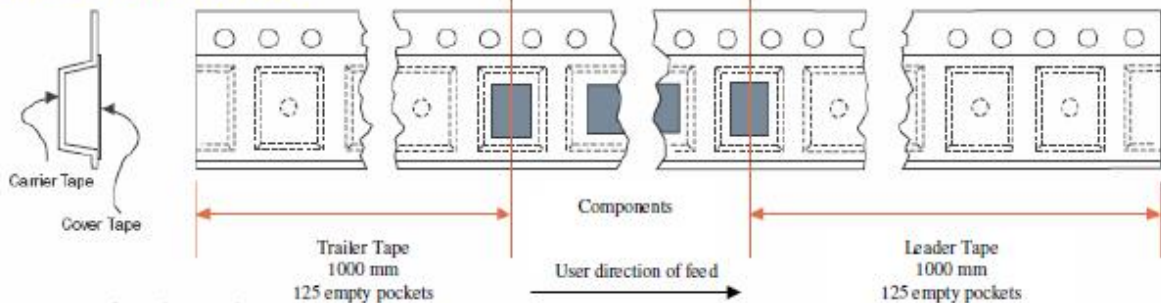 Carrier Tape
Cover Tape
Components
Trailer Tape
1000 mm
125 empty pockets
User direction of feed
Leader Tape
1000 mm
125 empty pockets